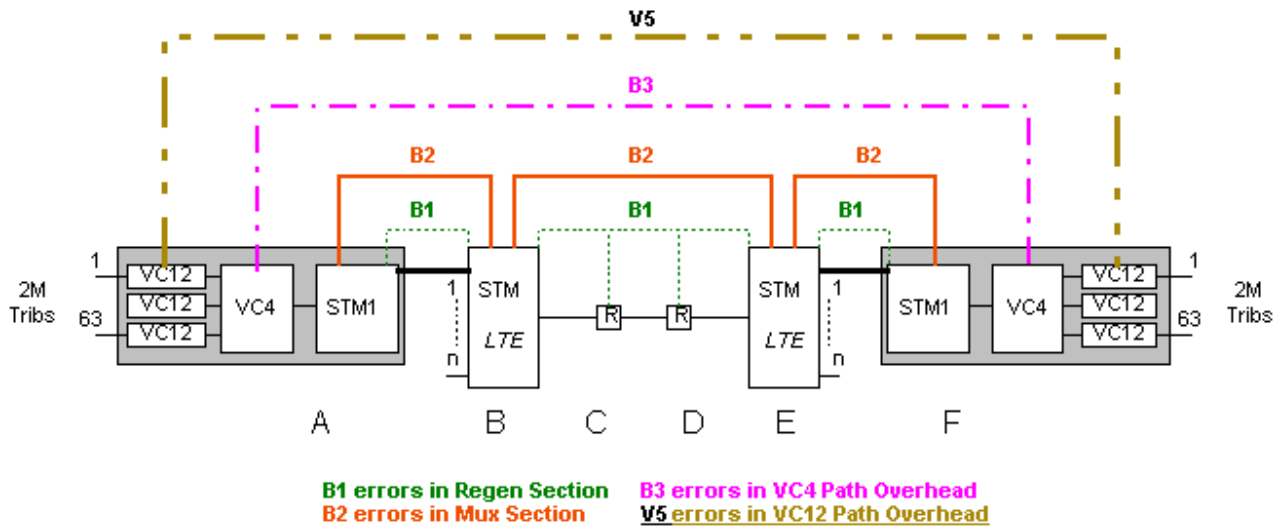 V5
B3
B2 B2 B2
B1 B1 B1
1 VC12 VC4 STM1 STM 1 STM 1 STM1 VC4 VC12 1
2M Tribs VC12 R R VC12 2M Tribs
63 VC12 LTE LTE VC12 63
n n
A B C D E F
B1 errors in Regen Section B3 errors in VC4 Path Overhead
B2 errors in Mux Section V5 errors in VC12 Path Overhead